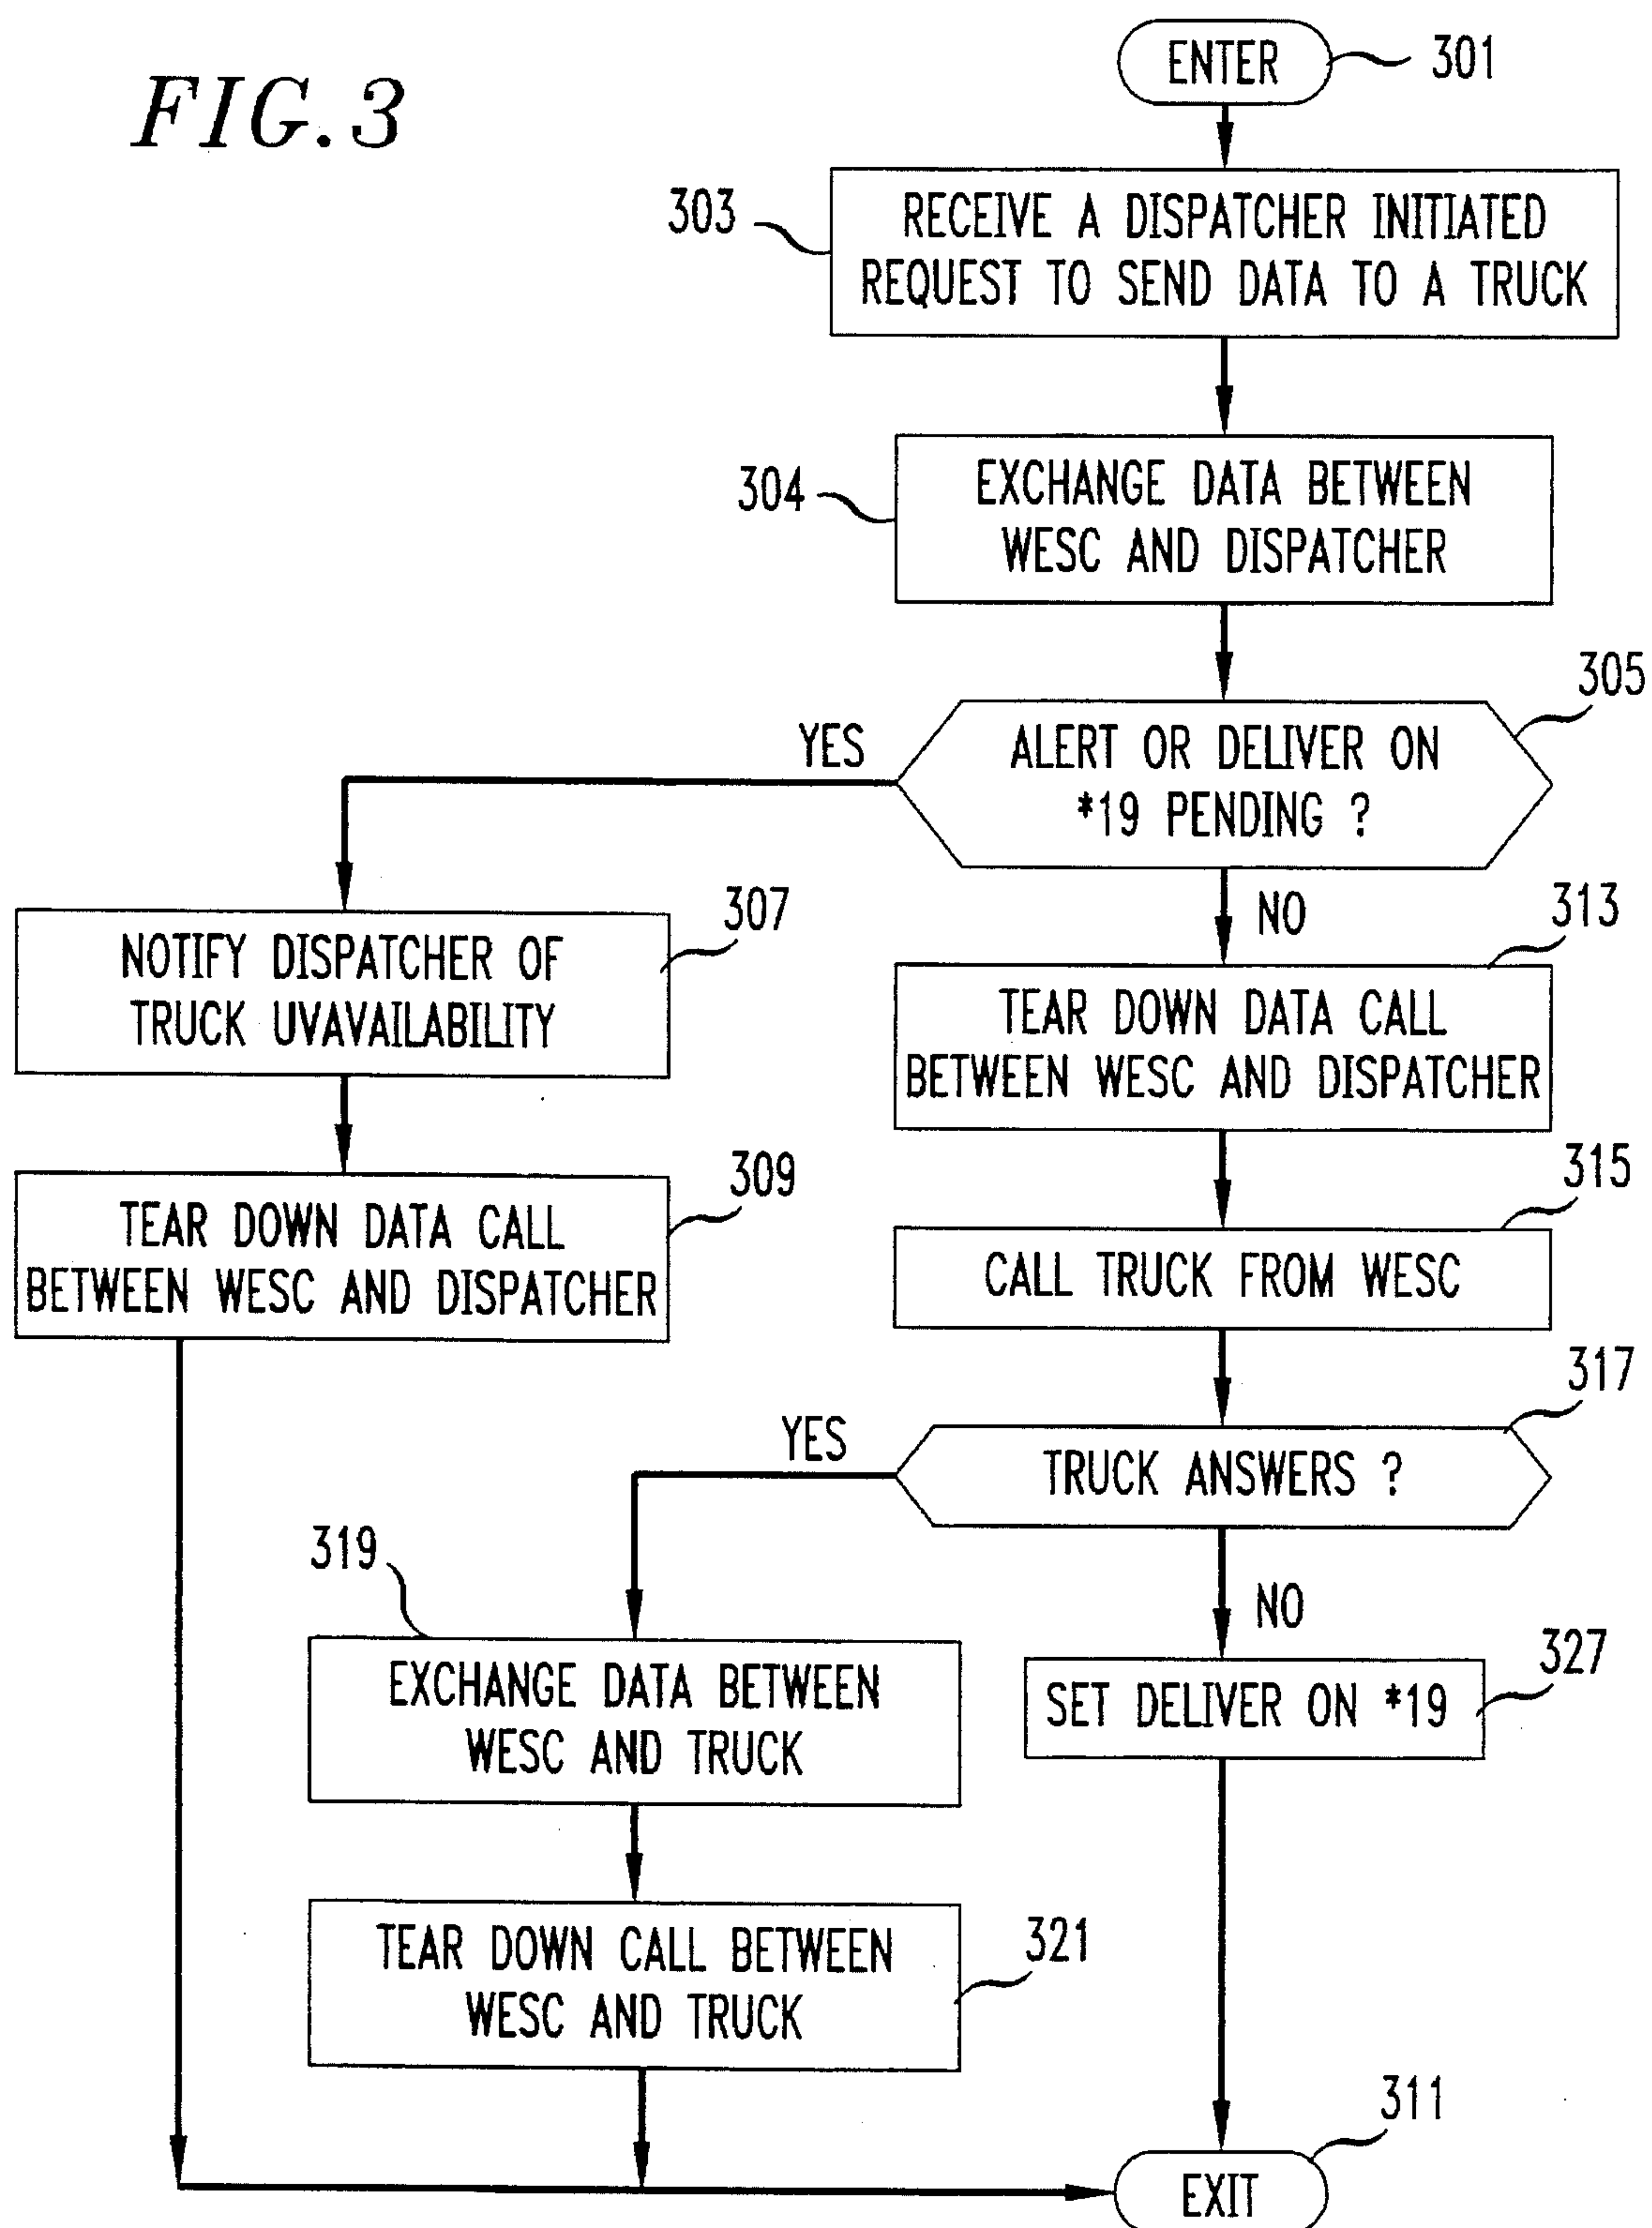 FIG. 3
ENTER
301
303
RECEIVE A DISPATCHER INITIATED
REQUEST TO SEND DATA TO A TRUCK
304
EXCHANGE DATA BETWEEN
WESC AND DISPATCHER
305
YES
ALERT OR DELIVER ON
*19 PENDING ?
NO
307
NOTIFY DISPATCHER OF
TRUCK UVAVAILABILITY
313
TEAR DOWN DATA CALL
BETWEEN WESC AND DISPATCHER
309
TEAR DOWN DATA CALL
BETWEEN WESC AND DISPATCHER
315
CALL TRUCK FROM WESC
317
YES
TRUCK ANSWERS ?
NO
319
EXCHANGE DATA BETWEEN
WESC AND TRUCK
327
SET DELIVER ON *19
321
TEAR DOWN CALL BETWEEN
WESC AND TRUCK
311
EXIT